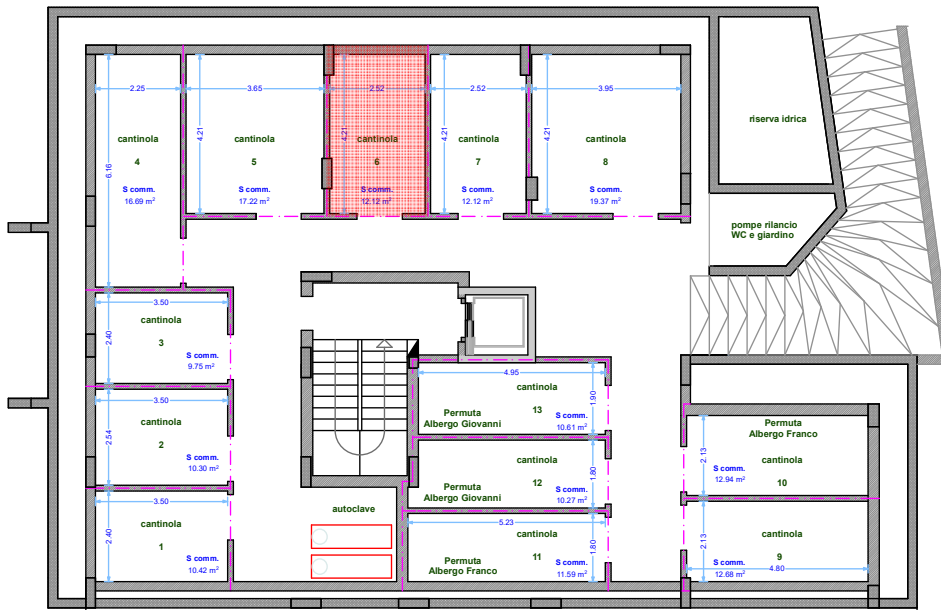 2.25
3.65
2.52
2.52
3.95
6.16
4.21
4.21
4.21
4.21
cantinola
4
S comm.
16.69 m²
cantinola
5
S comm.
17.22 m²
cantinola
6
S comm.
12.12 m²
cantinola
7
S comm.
12.12 m²
cantinola
8
S comm.
19.37 m²
riserva idrica
pompe rilancio
WC e giardino
3.50
2.40
cantinola
3
S comm.
9.75 m²
3.50
2.54
cantinola
2
S comm.
10.30 m²
3.50
2.40
cantinola
1
S comm.
10.42 m²
autoclave
4.95
1.90
cantinola
13
Permuta
Albergo Giovanni
S comm.
10.61 m²
1.80
cantinola
12
Permuta
Albergo Giovanni
S comm.
10.27 m²
5.23
1.80
cantinola
11
Permuta
Albergo Franco
S comm.
11.59 m²
Permuta
Albergo Franco
2.13
cantinola
10
S comm.
12.94 m²
2.13
cantinola
9
S comm.
12.68 m²
4.80